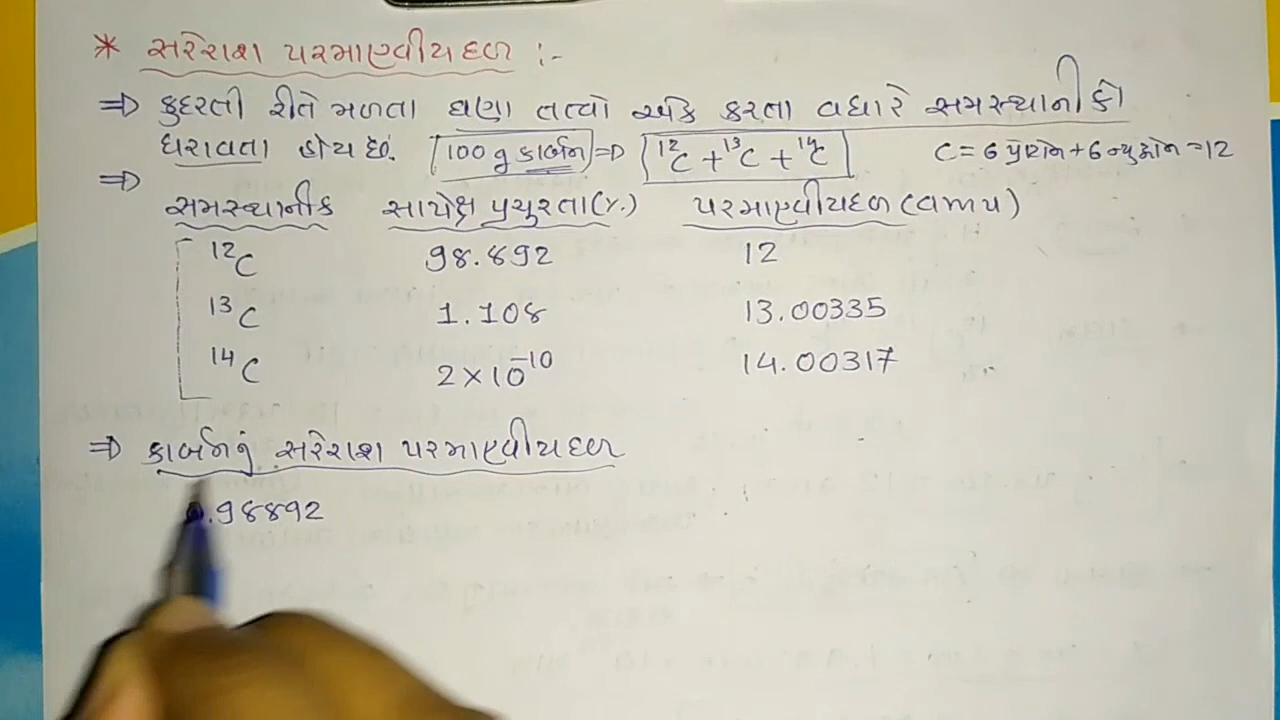 * સરેરાશ પરમાણ્વીય દળ :-
⇒ કુદરતી રીતે મળતા ઘણા તત્વો એક કરતા વધારે સમસ્થાનીકો
ધરાવતા હોય છે. 100 g કાર્બન ⇒ ¹²C + ¹³C + ¹⁴C C = 6 પ્રોટોન + 6 ન્યુટ્રોન = 12
⇒
સમસ્થાનીક સાપેક્ષ પ્રચુરતા (%) પરમાણ્વીય દળ (amu)
¹²C 98.892 12
¹³C 1.108 13.00335
¹⁴C 2 × 10⁻¹⁰ 14.00317
⇒ કાર્બનનું સરેરાશ પરમાણ્વીય દળ
0.98892